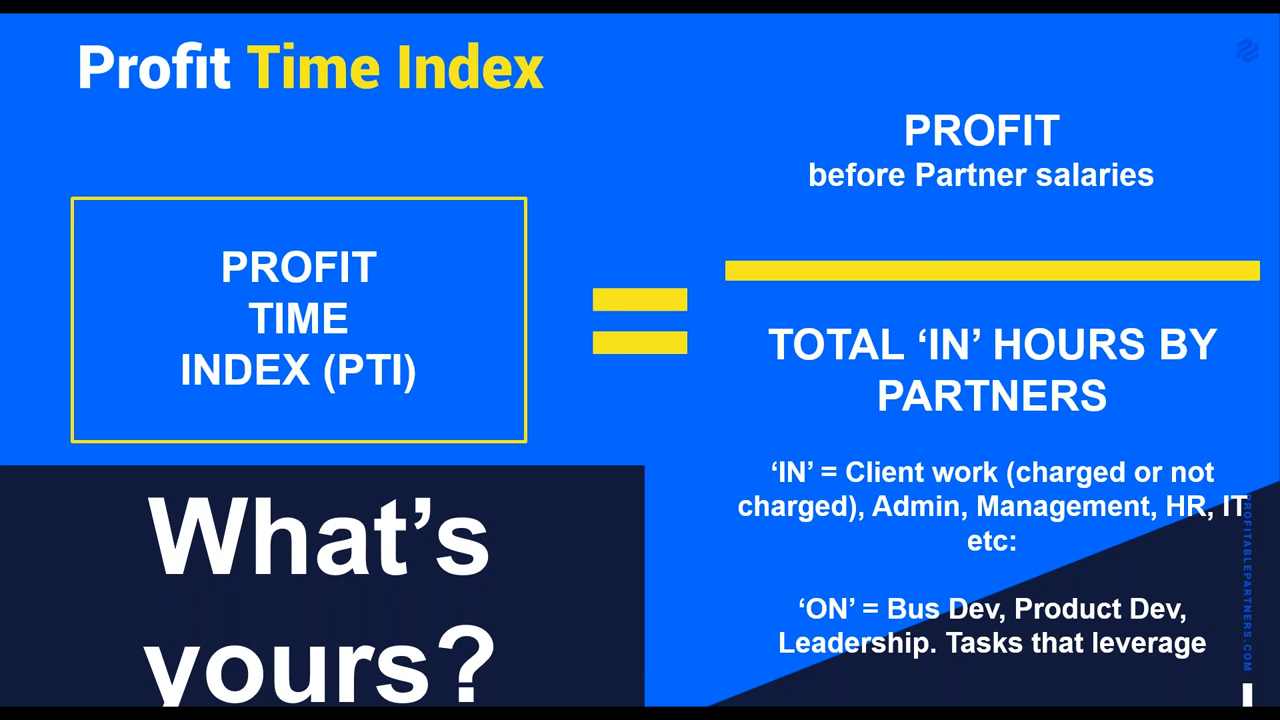 Profit Time Index
PROFIT
before Partner salaries
PROFIT
TIME
INDEX (PTI)
TOTAL ‘IN’ HOURS BY
PARTNERS
‘IN’ = Client work (charged or not
charged), Admin, Management, HR, IT
etc:
‘ON’ = Bus Dev, Product Dev,
Leadership. Tasks that leverage
What’s
yours?
PROFITABLEPARTNERS.COM